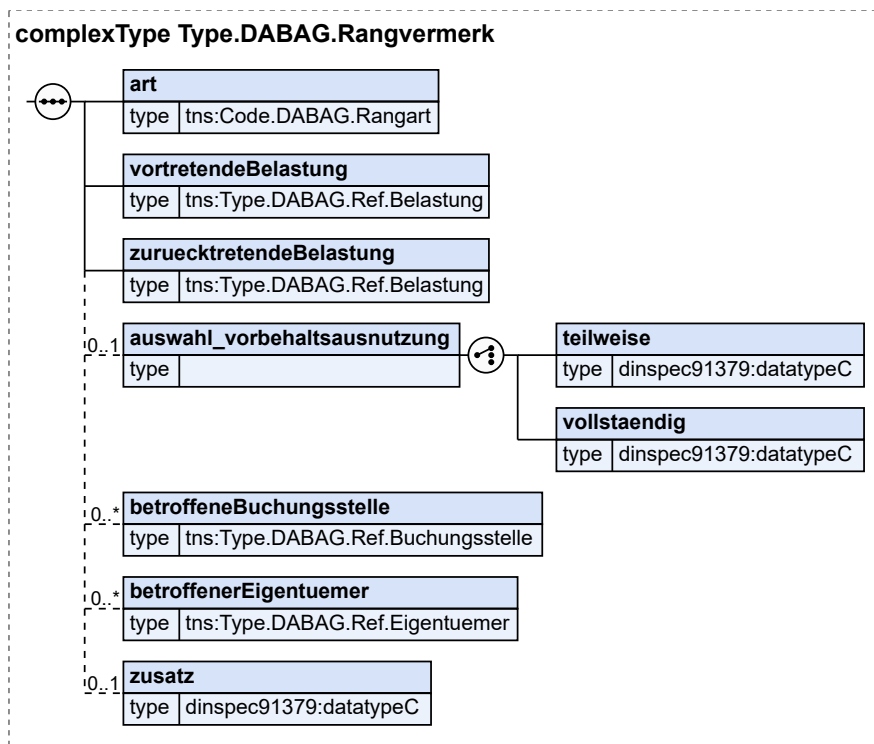 complexType Type.DABAG.Rangvermerk
art
type tns:Code.DABAG.Rangart
vortretendeBelastung
type tns:Type.DABAG.Ref.Belastung
zuruecktretendeBelastung
type tns:Type.DABAG.Ref.Belastung
0..1 auswahl_vorbehaltsausnutzung
type
teilweise
type dinspec91379:datatypeC
vollstaendig
type dinspec91379:datatypeC
0..* betroffeneBuchungsstelle
type tns:Type.DABAG.Ref.Buchungsstelle
0..* betroffenerEigentuemer
type tns:Type.DABAG.Ref.Eigentuemer
0..1 zusatz
type dinspec91379:datatypeC